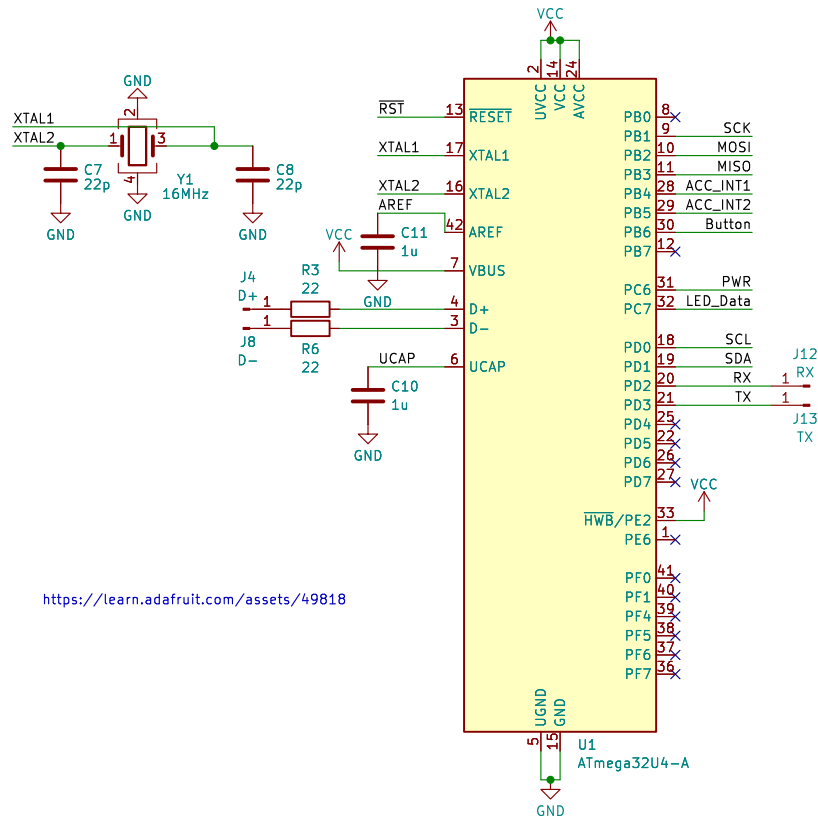 VCC
2
14
24
UVCC
VCC
AVCC
GND
2
XTAL1
XTAL2
1
3
4
Y1
16MHz
GND
C7
22p
GND
C8
22p
GND
RST
13
RESET
XTAL1
17
XTAL1
XTAL2
16
XTAL2
AREF
42
AREF
C11
1u
GND
VCC
7
VBUS
J4
D+
1
R3
22
4
D+
1
3
D-
J8
D-
R6
22
UCAP
6
UCAP
C10
1u
GND
PB0
8
PB1
9
SCK
PB2
10
MOSI
PB3
11
MISO
PB4
28
ACC_INT1
PB5
29
ACC_INT2
PB6
30
Button
PB7
12
PC6
31
PWR
PC7
32
LED_Data
PD0
18
SCL
PD1
19
SDA
PD2
20
RX
1
J12
RX
PD3
21
TX
1
J13
TX
PD4
25
PD5
22
PD6
26
PD7
27
VCC
HWB/PE2
33
PE6
1
PF0
41
PF1
40
PF4
39
PF5
38
PF6
37
PF7
36
https://learn.adafruit.com/assets/49818
UGND
GND
5
15
U1
ATmega32U4-A
GND